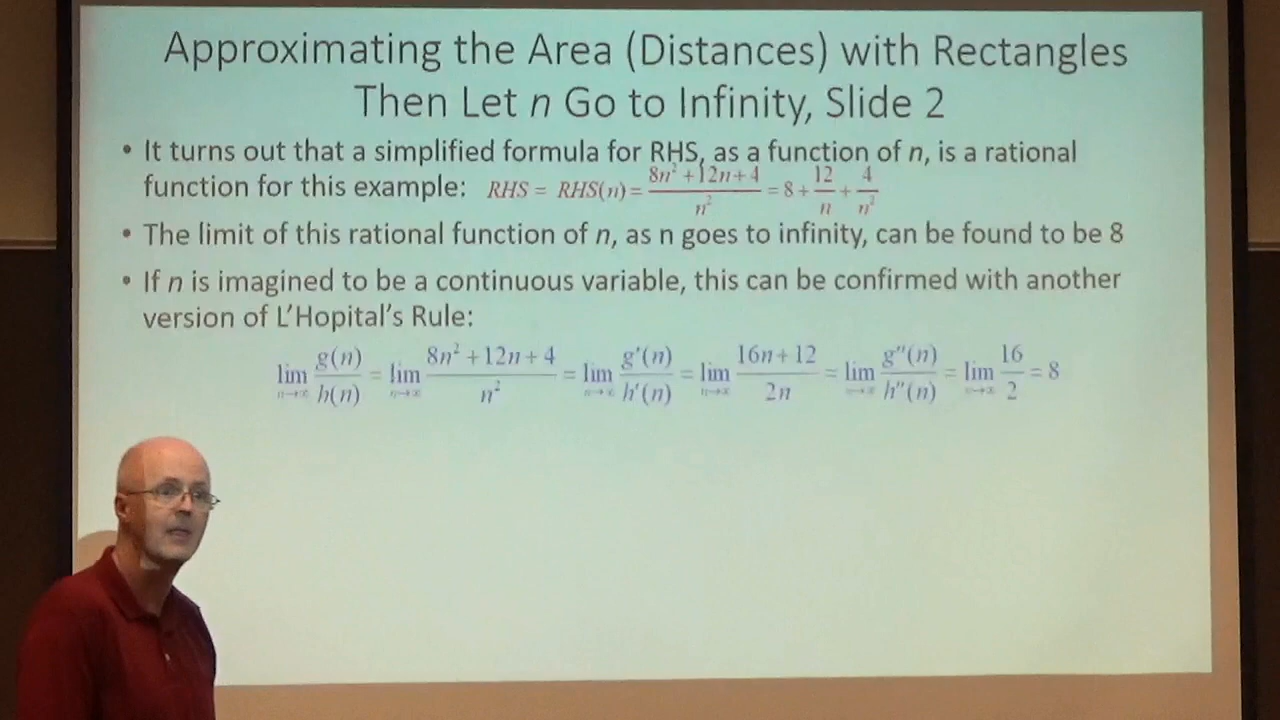 Approximating the Area (Distances) with Rectangles
Then Let n Go to Infinity, Slide 2
• It turns out that a simplified formula for RHS, as a function of n, is a rational
function for this example: RHS = RHS(n) = (8n² + 12n + 4)/n² = 8 + 12/n + 4/n²
• The limit of this rational function of n, as n goes to infinity, can be found to be 8
• If n is imagined to be a continuous variable, this can be confirmed with another
version of L'Hopital's Rule:
lim n→∞ g(n)/h(n) = lim n→∞ (8n² + 12n + 4)/n² = lim n→∞ g'(n)/h'(n) = lim n→∞ (16n + 12)/2n = lim n→∞ g''(n)/h''(n) = lim n→∞ 16/2 = 8